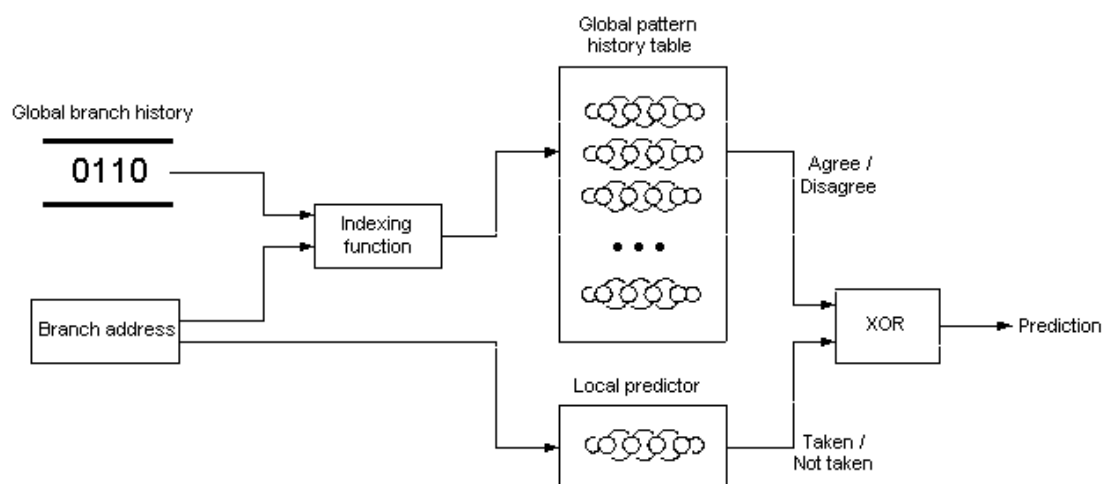 Global pattern
history table
Global branch history
0110
Agree /
Disagree
Indexing
function
Branch address
XOR
Prediction
Local predictor
Taken /
Not taken